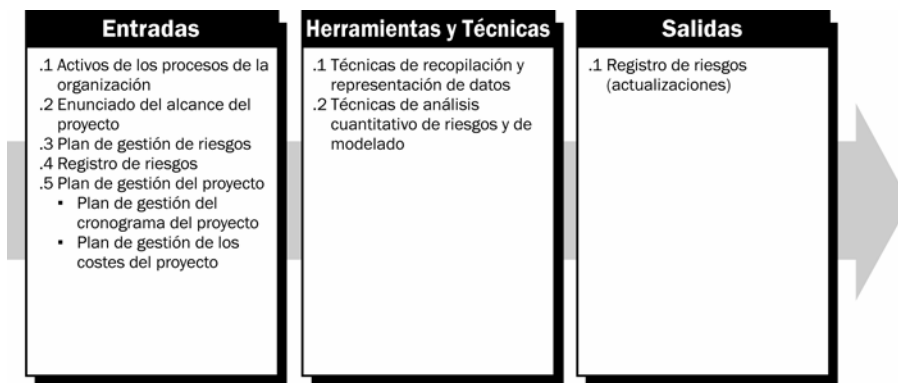 Entradas
.1 Activos de los procesos de la
organización
.2 Enunciado del alcance del
proyecto
.3 Plan de gestión de riesgos
.4 Registro de riesgos
.5 Plan de gestión del proyecto
▪ Plan de gestión del
cronograma del proyecto
▪ Plan de gestión de los
costes del proyecto
Herramientas y Técnicas
.1 Técnicas de recopilación y
representación de datos
.2 Técnicas de análisis
cuantitativo de riesgos y de
modelado
Salidas
.1 Registro de riesgos
(actualizaciones)